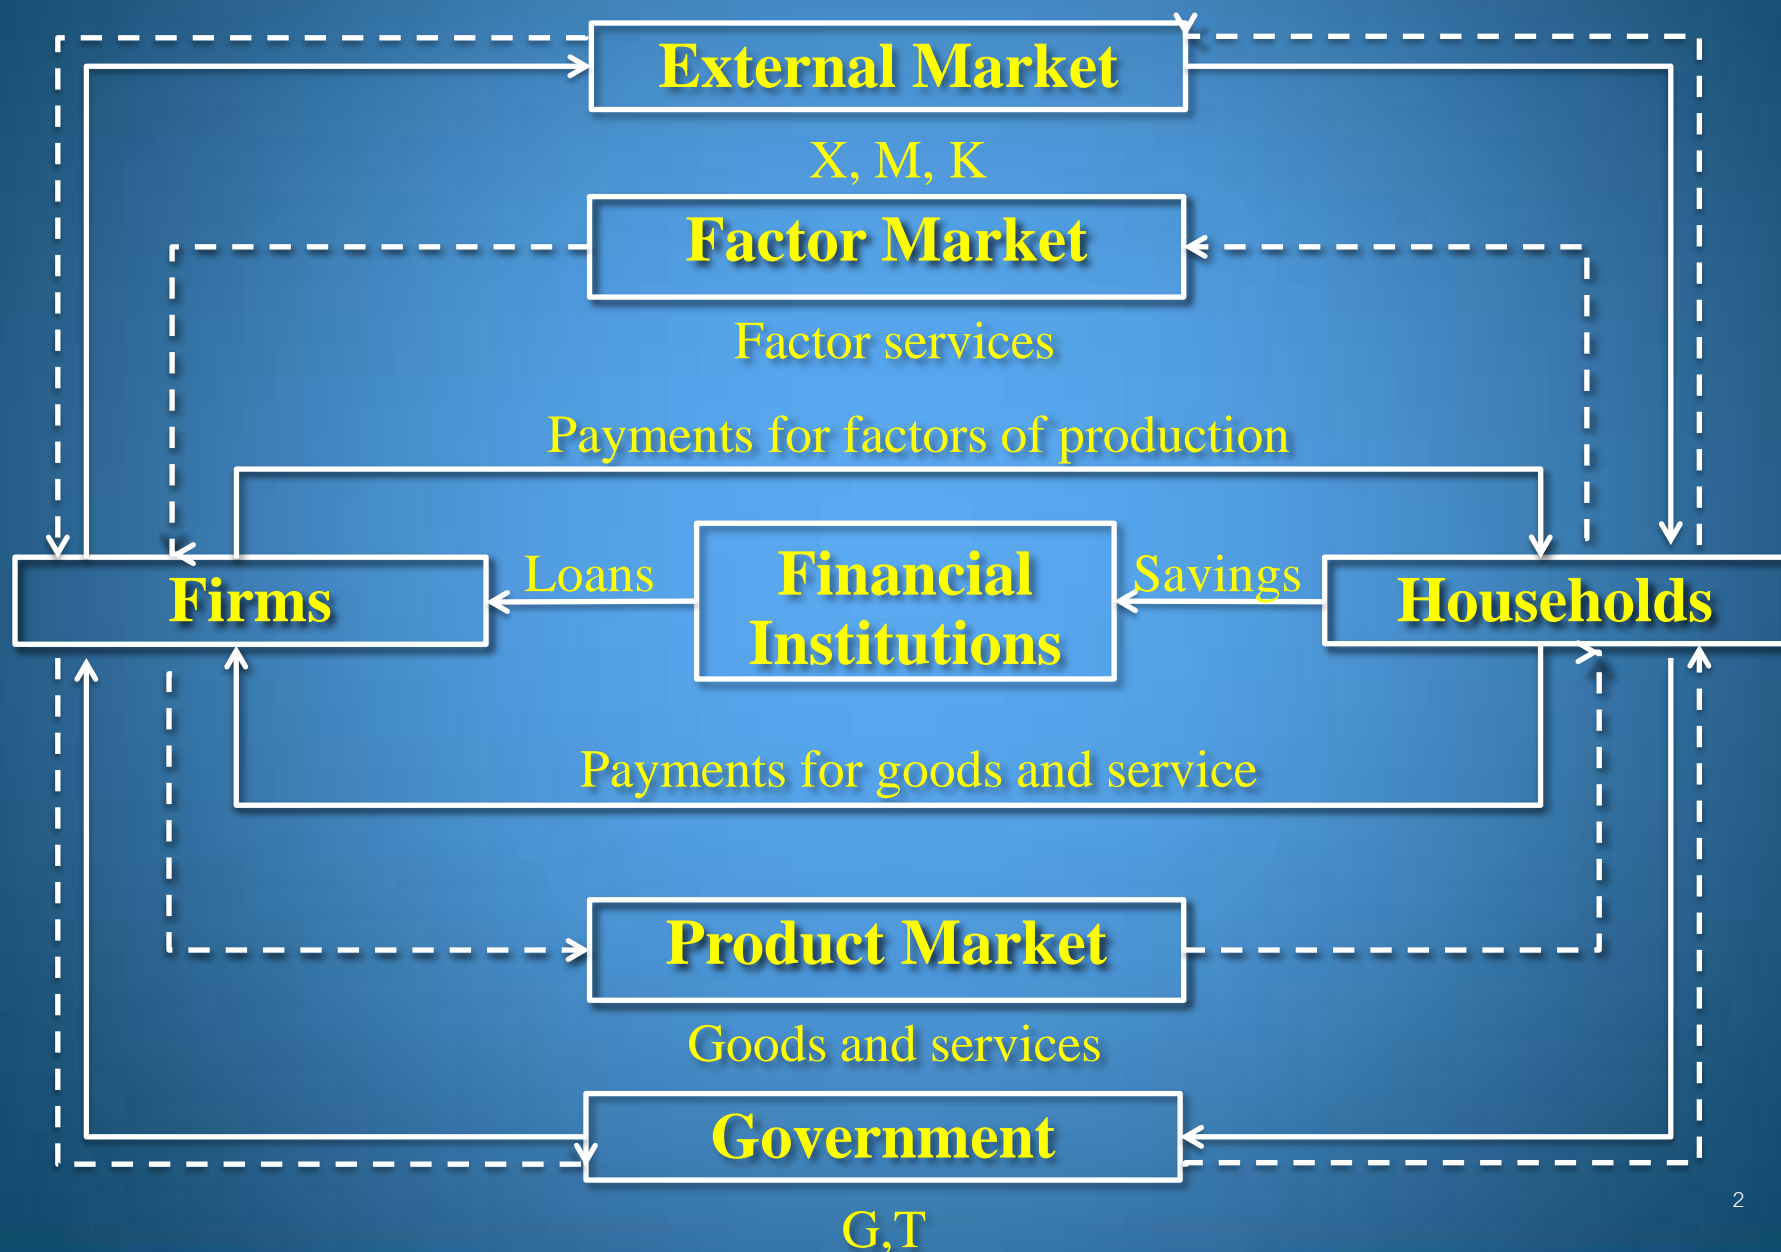 External Market
X, M, K
Factor Market
Factor services
Payments for factors of production
Firms
Loans
Financial
Institutions
Savings
Households
Payments for goods and service
Product Market
Goods and services
Government
G,T
2